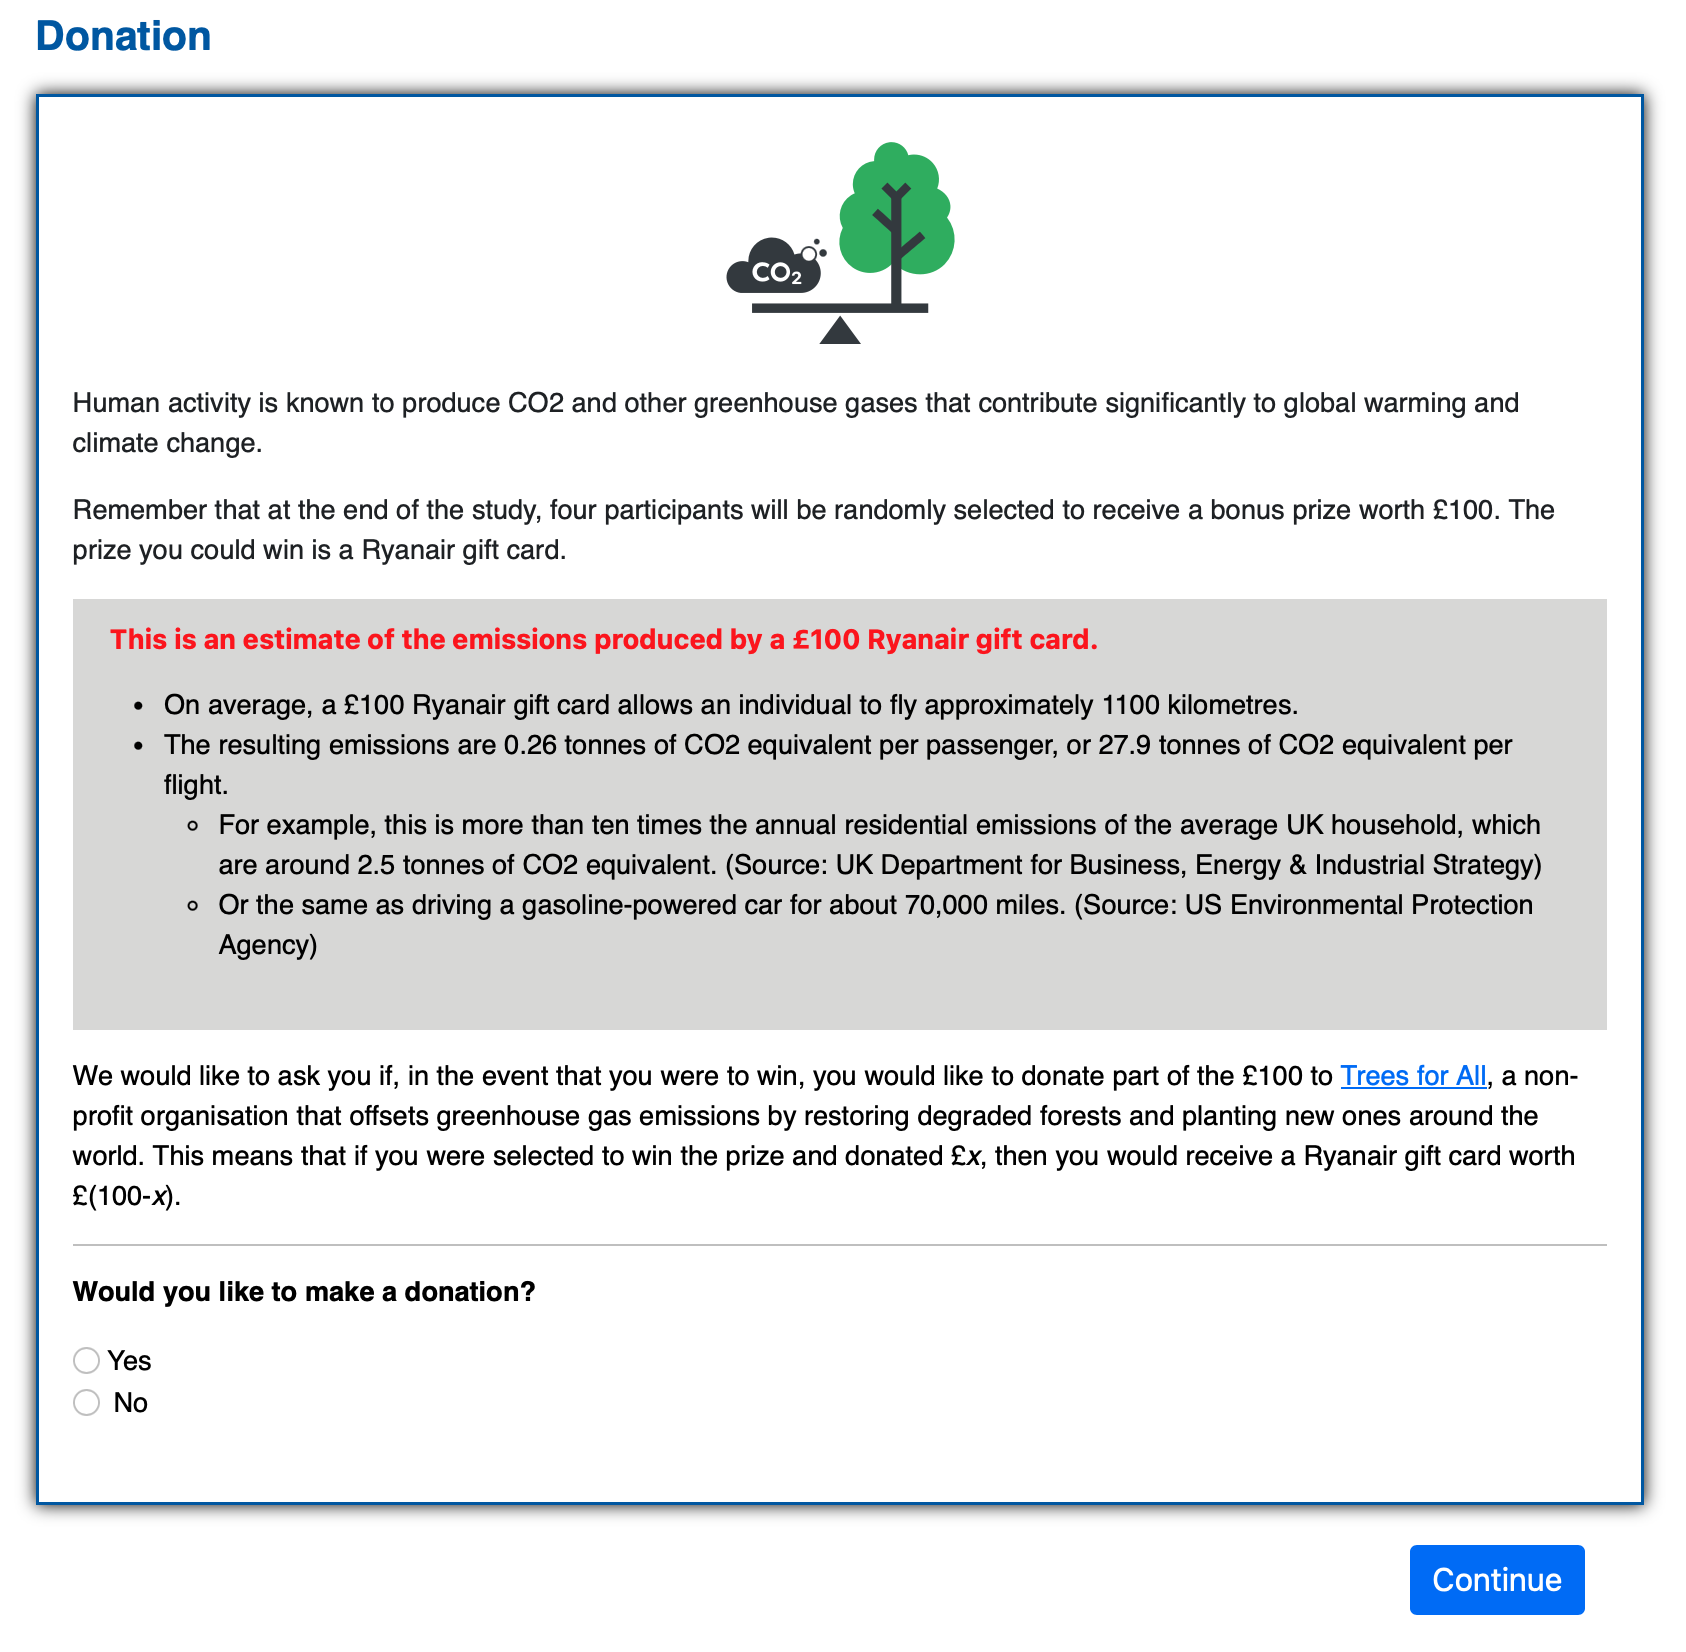 Donation
CO2
Human activity is known to produce CO2 and other greenhouse gases that contribute significantly to global warming and
climate change.
Remember that at the end of the study, four participants will be randomly selected to receive a bonus prize worth £100. The
prize you could win is a Ryanair gift card.
This is an estimate of the emissions produced by a £100 Ryanair gift card.
• On average, a £100 Ryanair gift card allows an individual to fly approximately 1100 kilometres.
• The resulting emissions are 0.26 tonnes of CO2 equivalent per passenger, or 27.9 tonnes of CO2 equivalent per
flight.
◦ For example, this is more than ten times the annual residential emissions of the average UK household, which
are around 2.5 tonnes of CO2 equivalent. (Source: UK Department for Business, Energy & Industrial Strategy)
◦ Or the same as driving a gasoline-powered car for about 70,000 miles. (Source: US Environmental Protection
Agency)
We would like to ask you if, in the event that you were to win, you would like to donate part of the £100 to Trees for All, a non-
profit organisation that offsets greenhouse gas emissions by restoring degraded forests and planting new ones around the
world. This means that if you were selected to win the prize and donated £x, then you would receive a Ryanair gift card worth
£(100-x).
Would you like to make a donation?
Yes
No
Continue